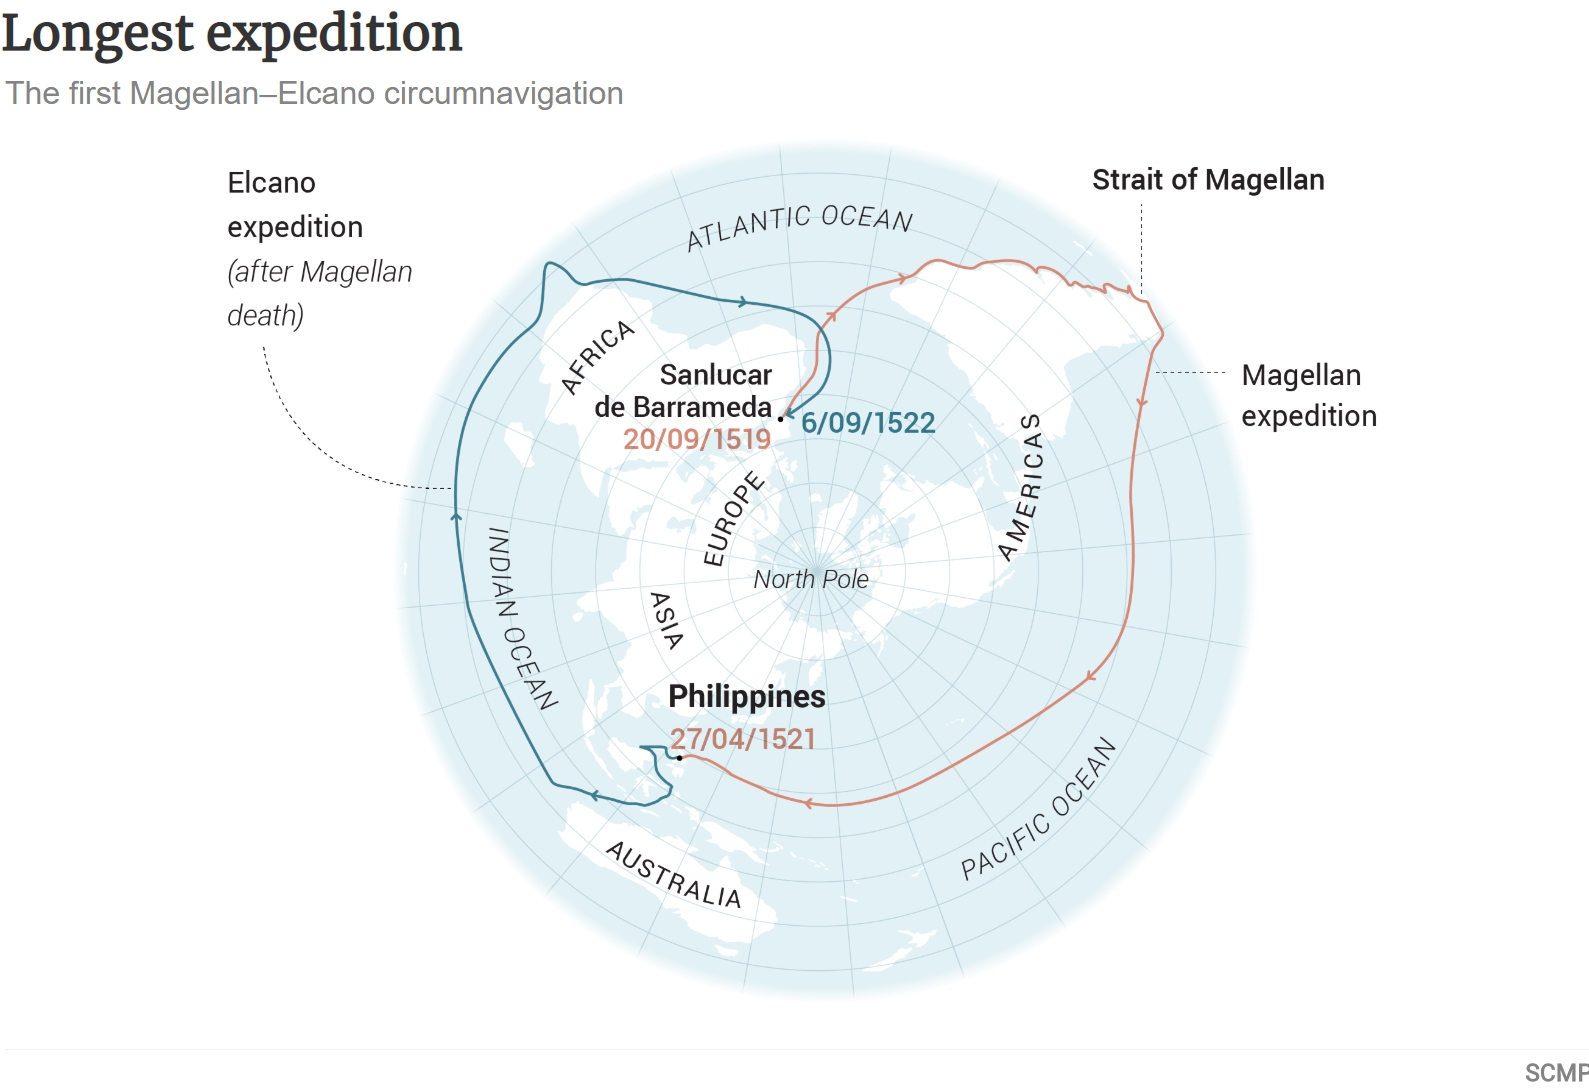 Longest expedition
The first Magellan–Elcano circumnavigation
Elcano
expedition
(after Magellan
death)
Strait of Magellan
ATLANTIC OCEAN
Magellan
expedition
AFRICA
Sanlucar
de Barrameda
20/09/1519
6/09/1522
EUROPE
AMERICAS
North Pole
INDIAN OCEAN
ASIA
Philippines
27/04/1521
PACIFIC OCEAN
AUSTRALIA
SCMP